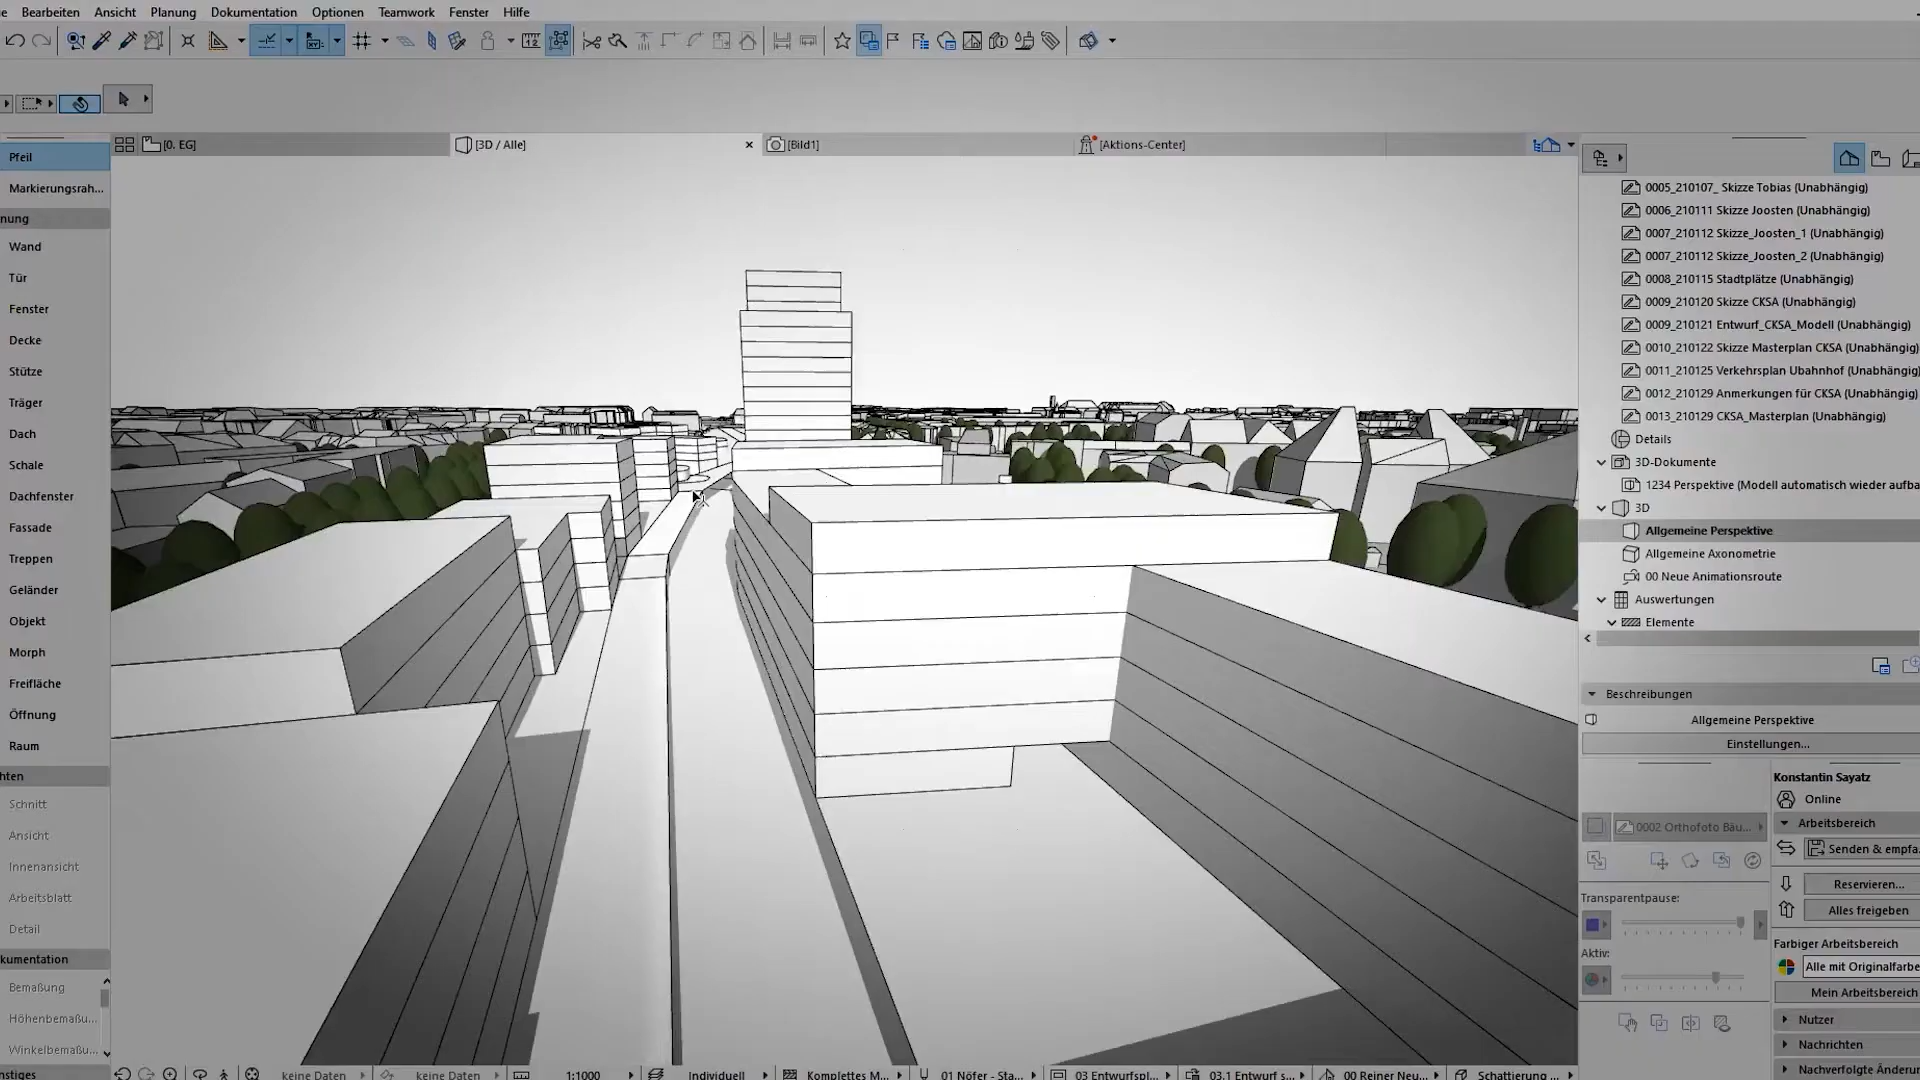 Bearbeiten Ansicht Planung Dokumentation Optionen Teamwork Fenster Hilfe
[0. EG]
[3D / Alle]
[Bild1]
[Aktions-Center]
Pfeil
Markierungsrah...
nung
Wand
Tür
Fenster
Decke
Stütze
Träger
Dach
Schale
Dachfenster
Fassade
Treppen
Geländer
Objekt
Morph
Freifläche
Öffnung
Raum
hten
Schnitt
Ansicht
Innenansicht
Arbeitsblatt
Detail
kumentation
Bemaßung
Höhenbemaßu...
Winkelbemaßu...
nstiges
0005_210107_ Skizze Tobias (Unabhängig)
0006_210111 Skizze Joosten (Unabhängig)
0007_210112 Skizze_Joosten_1 (Unabhängig)
0007_210112 Skizze_Joosten_2 (Unabhängig)
0008_210115 Stadtplätze (Unabhängig)
0009_210120 Skizze CKSA (Unabhängig)
0009_210121 Entwurf_CKSA_Modell (Unabhängig)
0010_210122 Skizze Masterplan CKSA (Unabhängig)
0011_210125 Verkehrsplan Ubahnhof (Unabhängig)
0012_210129 Anmerkungen für CKSA (Unabhängig)
0013_210129 CKSA_Masterplan (Unabhängig)
Details
3D-Dokumente
1234 Perspektive (Modell automatisch wieder aufba
3D
Allgemeine Perspektive
Allgemeine Axonometrie
00 Neue Animationsroute
Auswertungen
Elemente
Beschreibungen
Allgemeine Perspektive
Einstellungen...
0002 Orthofoto Bäu...
Transparentpause:
Aktiv:
Konstantin Sayatz
Online
Arbeitsbereich
Senden & empfa.
Reservieren...
Alles freigeben
Farbiger Arbeitsbereich
Alle mit Originalfarbe
Mein Arbeitsbereich
Nutzer
Nachrichten
Nachverfolgte Änderun
keine Daten
keine Daten
1:1000
Individuell
Komplettes M...
01 Nöfer - Sta...
03 Entwurfspl...
03.1 Entwurf s...
00 Reiner Neu...
Schattierung ...